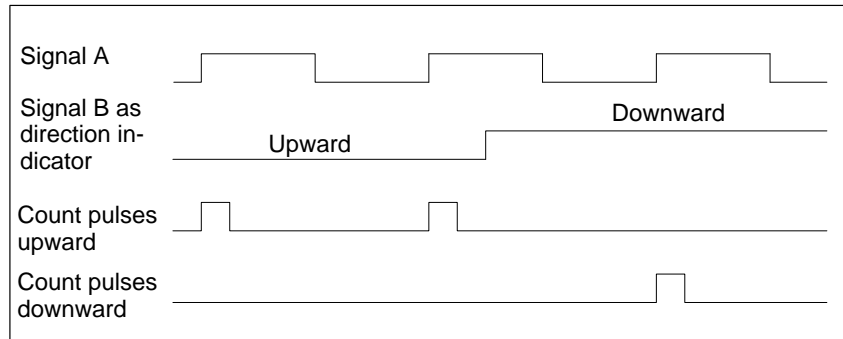 Signal A
Signal B as
direction in-
dicator
Upward
Downward
Count pulses
upward
Count pulses
downward